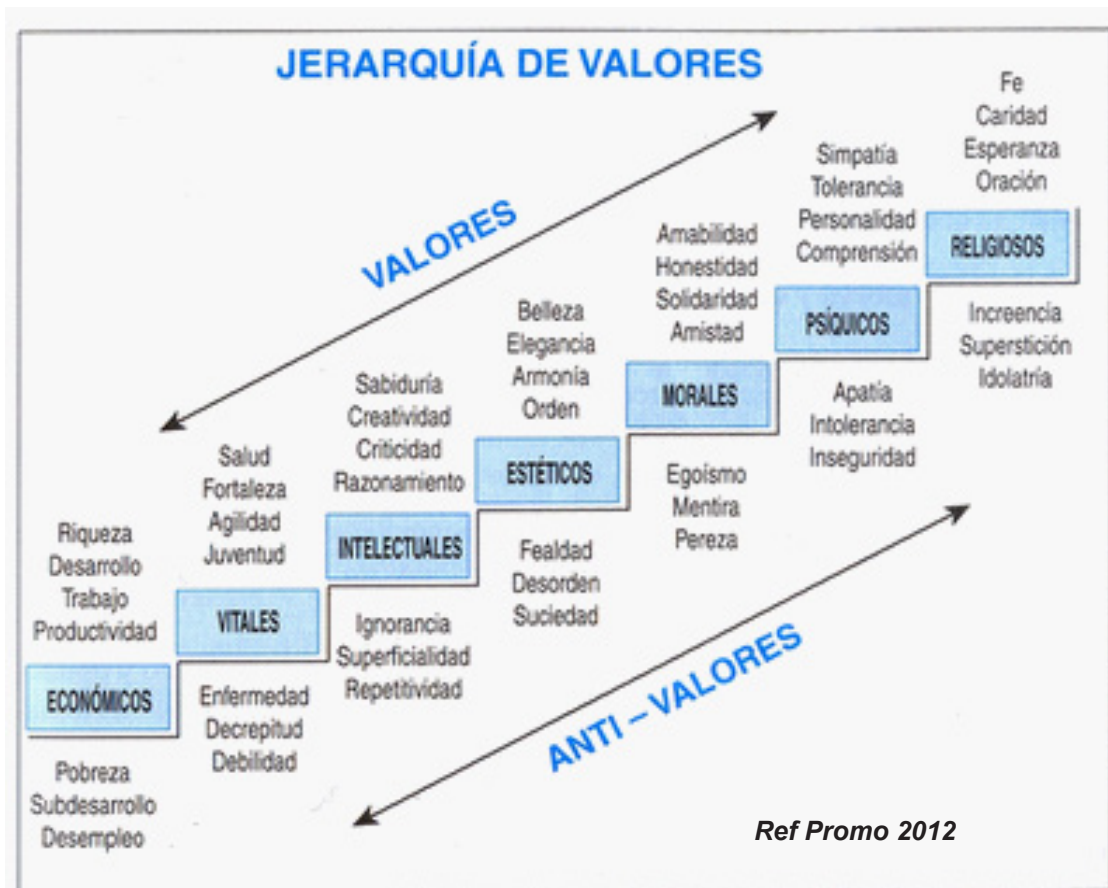 JERARQUÍA DE VALORES
VALORES
Riqueza
Desarrollo
Trabajo
Productividad
ECONÓMICOS
Pobreza
Subdesarrollo
Desempleo
Salud
Fortaleza
Agilidad
Juventud
VITALES
Enfermedad
Decrepitud
Debilidad
Sabiduría
Creatividad
Criticidad
Razonamiento
INTELECTUALES
Ignorancia
Superficialidad
Repetitividad
Belleza
Elegancia
Armonía
Orden
ESTÉTICOS
Fealdad
Desorden
Suciedad
Amabilidad
Honestidad
Solidaridad
Amistad
MORALES
Egoísmo
Mentira
Pereza
Simpatía
Tolerancia
Personalidad
Comprensión
PSÍQUICOS
Apatía
Intolerancia
Inseguridad
Fe
Caridad
Esperanza
Oración
RELIGIOSOS
Increencia
Superstición
Idolatría
ANTI – VALORES
Ref Promo 2012